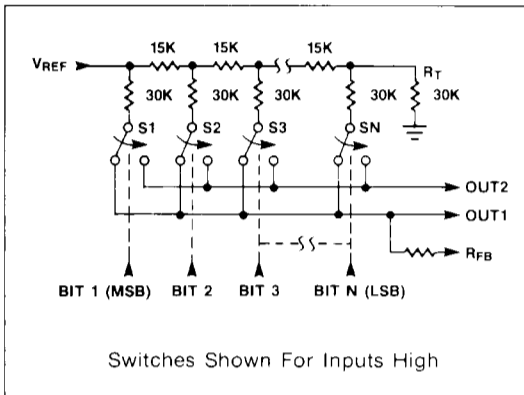 15K 15K 15K
VREF
RT
30K 30K 30K 30K 30K
S1 S2 S3 SN
OUT2
OUT1
RFB
BIT 1 (MSB) BIT 2 BIT 3 BIT N (LSB)
Switches Shown For Inputs High